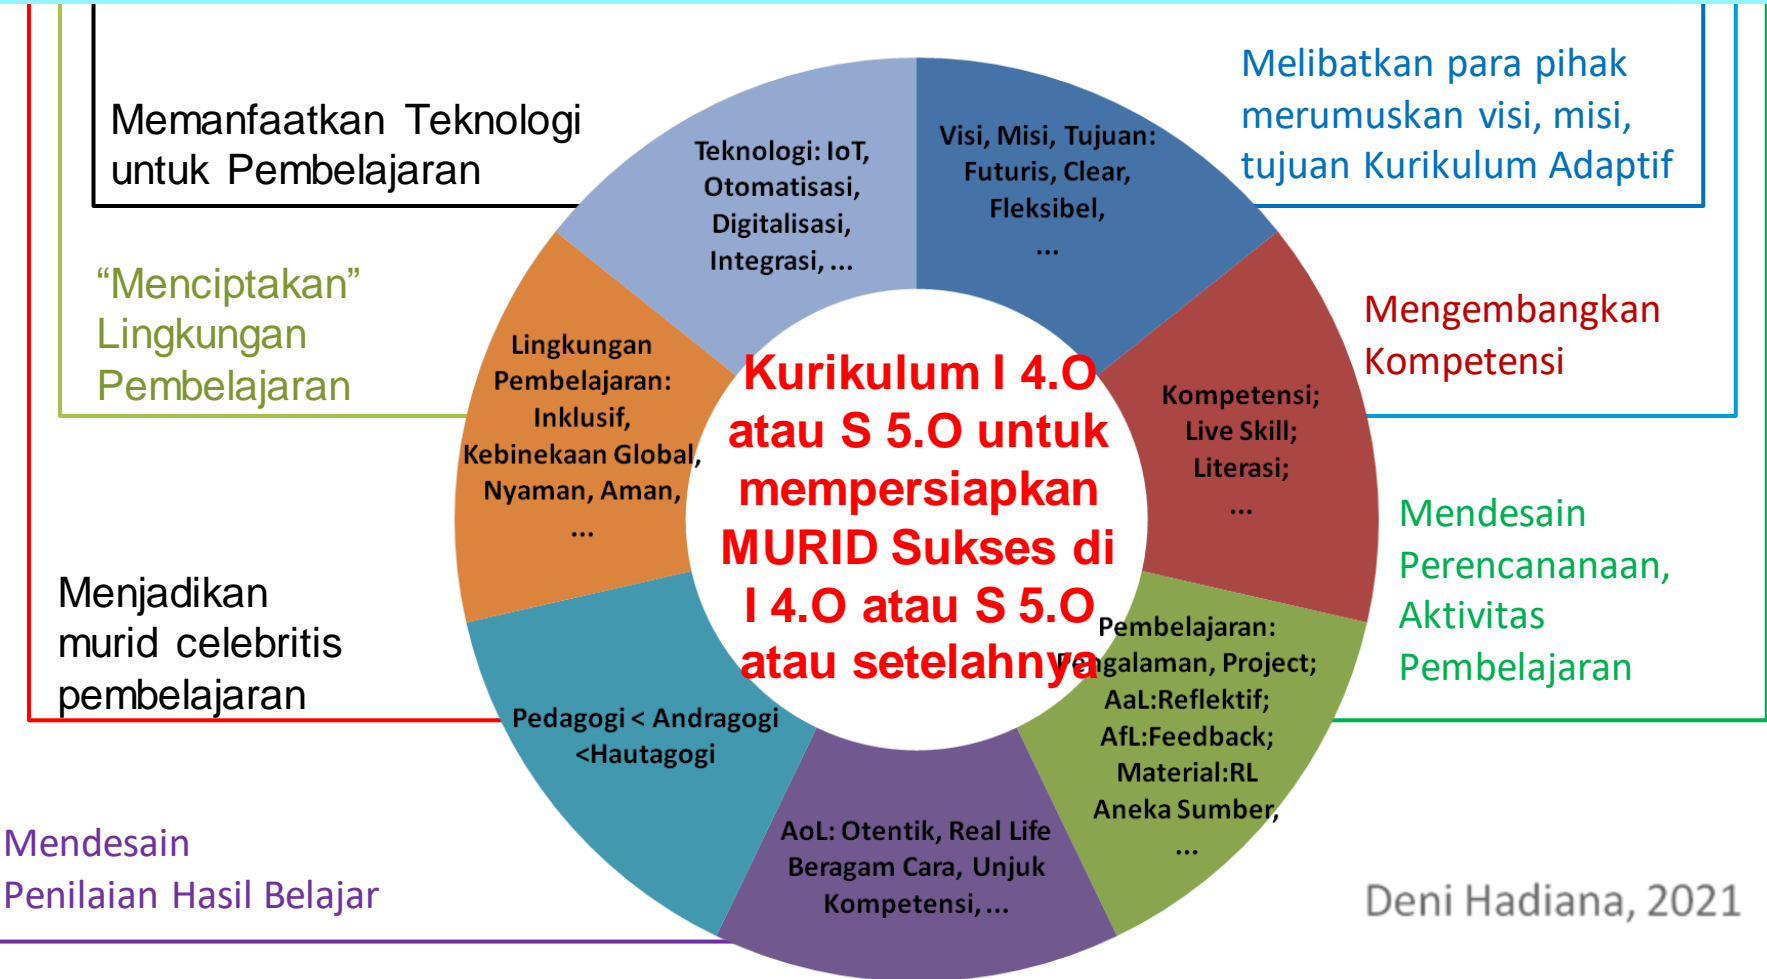 Memanfaatkan Teknologi
untuk Pembelajaran
“Menciptakan”
Lingkungan
Pembelajaran
Menjadikan
murid celebritis
pembelajaran
Mendesain
Penilaian Hasil Belajar
Teknologi: IoT,
Otomatisasi,
Digitalisasi,
Integrasi, ...
Visi, Misi, Tujuan:
Futuris, Clear,
Fleksibel,
...
Lingkungan
Pembelajaran:
Inklusif,
Kebinekaan Global,
Nyaman, Aman,
...
Kurikulum I 4.O
atau S 5.O untuk
mempersiapkan
MURID Sukses di
I 4.O atau S 5.O
atau setelahnya
Kompetensi;
Live Skill;
Literasi;
...
Pembelajaran:
Pengalaman, Project;
AaL:Reflektif;
AfL:Feedback;
Material:RL
Aneka Sumber,
...
Pedagogi < Andragogi
<Hautagogi
AoL: Otentik, Real Life
Beragam Cara, Unjuk
Kompetensi, ...
Melibatkan para pihak
merumuskan visi, misi,
tujuan Kurikulum Adaptif
Mengembangkan
Kompetensi
Mendesain
Perencananaan,
Aktivitas
Pembelajaran
Deni Hadiana, 2021